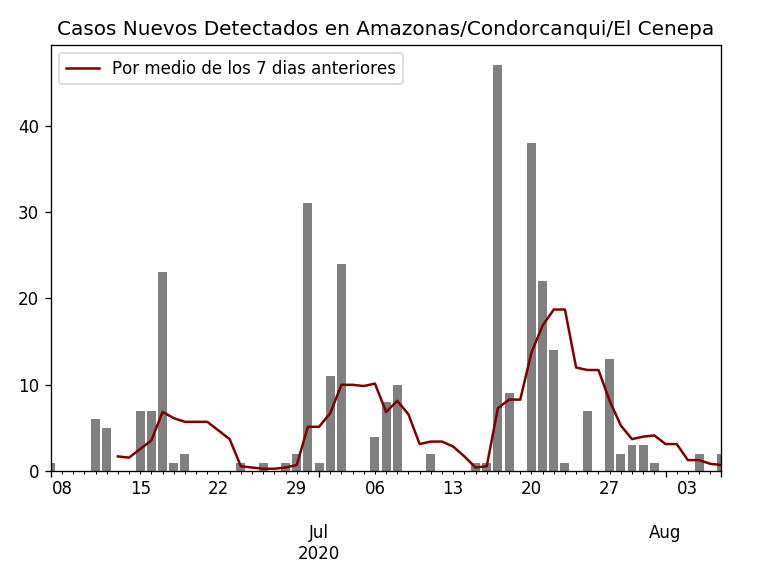 Casos Nuevos Detectados en Amazonas/Condorcanqui/El Cenepa
Por medio de los 7 dias anteriores
40
30
20
10
0
08 15 22 29 06 13 20 27 03
Jul Aug
2020